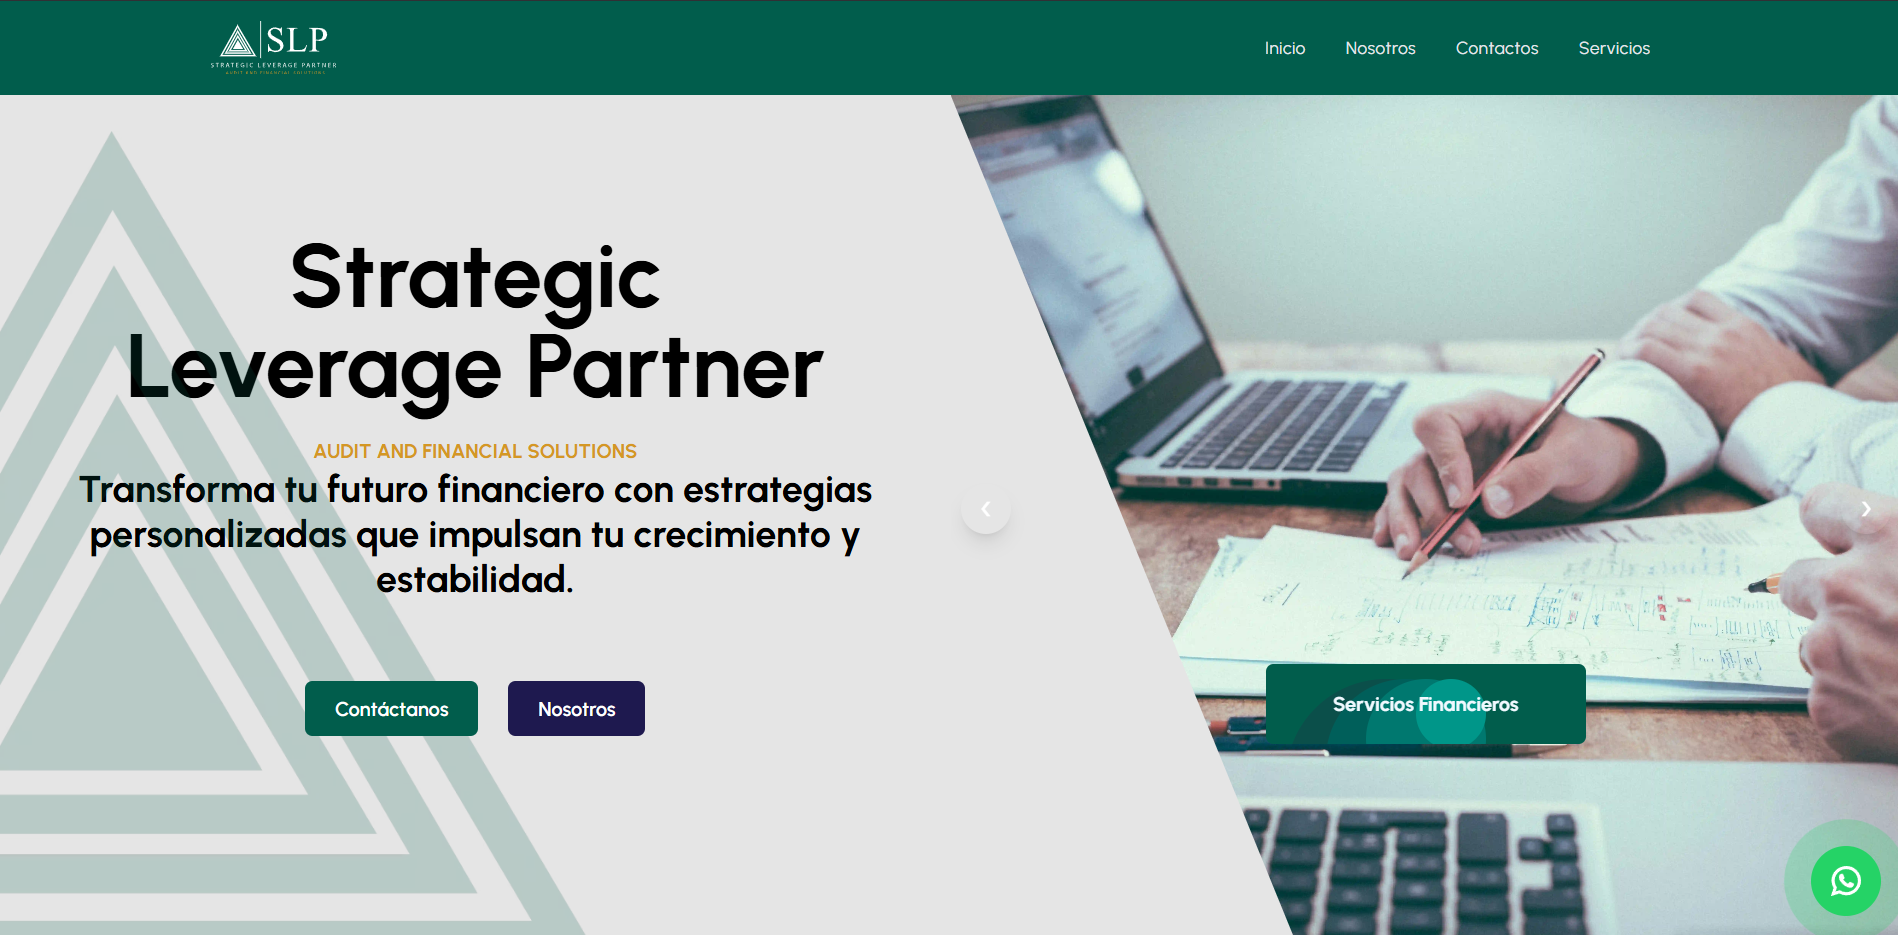 SLP
STRATEGIC LEVERAGE PARTNER
AUDIT AND FINANCIAL SOLUTIONS
Inicio Nosotros Contactos Servicios
Strategic
Leverage Partner
AUDIT AND FINANCIAL SOLUTIONS
Transforma tu futuro financiero con estrategias
personalizadas que impulsan tu crecimiento y
estabilidad.
Contáctanos Nosotros
Servicios Financieros